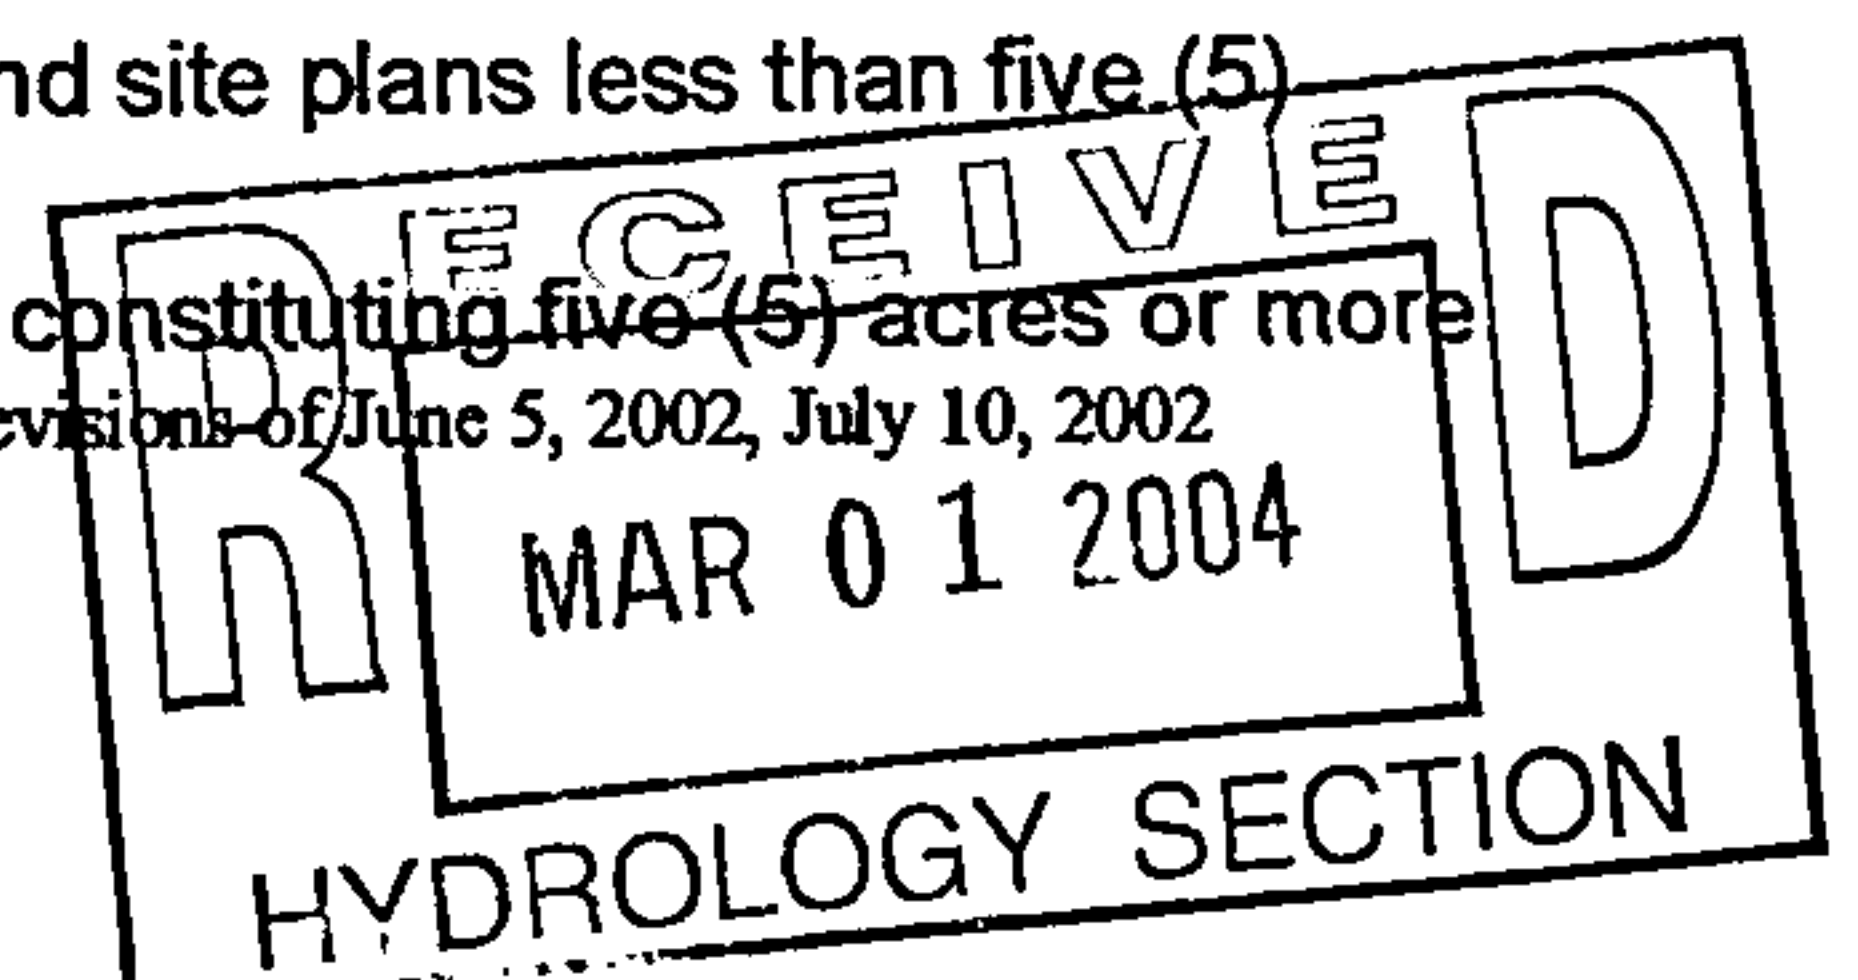 nd site plans less than five (5)
RECEIVED
constituting five (5) acres or more
evisions of June 5, 2002, July 10, 2002
MAR 01 2004
HYDROLOGY SECTION